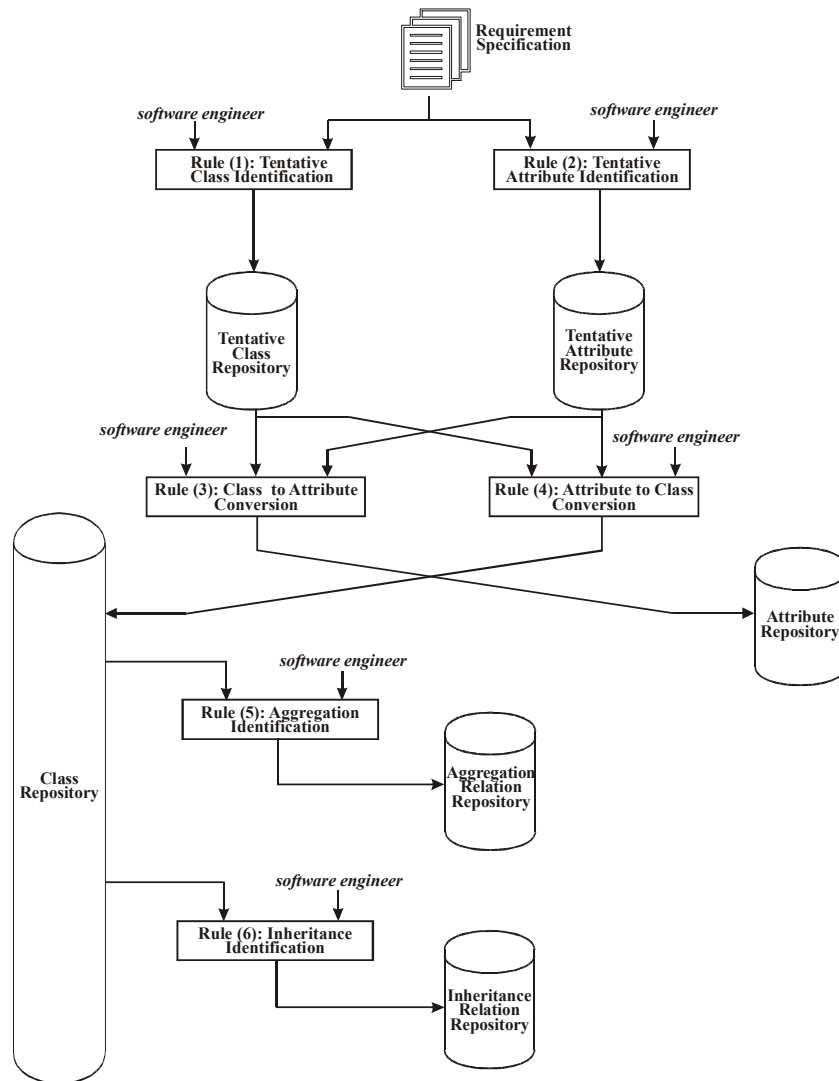 Requirement
Specification
software engineer
software engineer
Rule (1): Tentative
Class Identification
Rule (2): Tentative
Attribute Identification
Tentative
Class
Repository
Tentative
Attribute
Repository
software engineer
software engineer
Rule (3): Class to Attribute
Conversion
Rule (4): Attribute to Class
Conversion
Attribute
Repository
software engineer
Rule (5): Aggregation
Identification
Class
Repository
Aggregation
Relation
Repository
software engineer
Rule (6): Inheritance
Identification
Inheritance
Relation
Repository